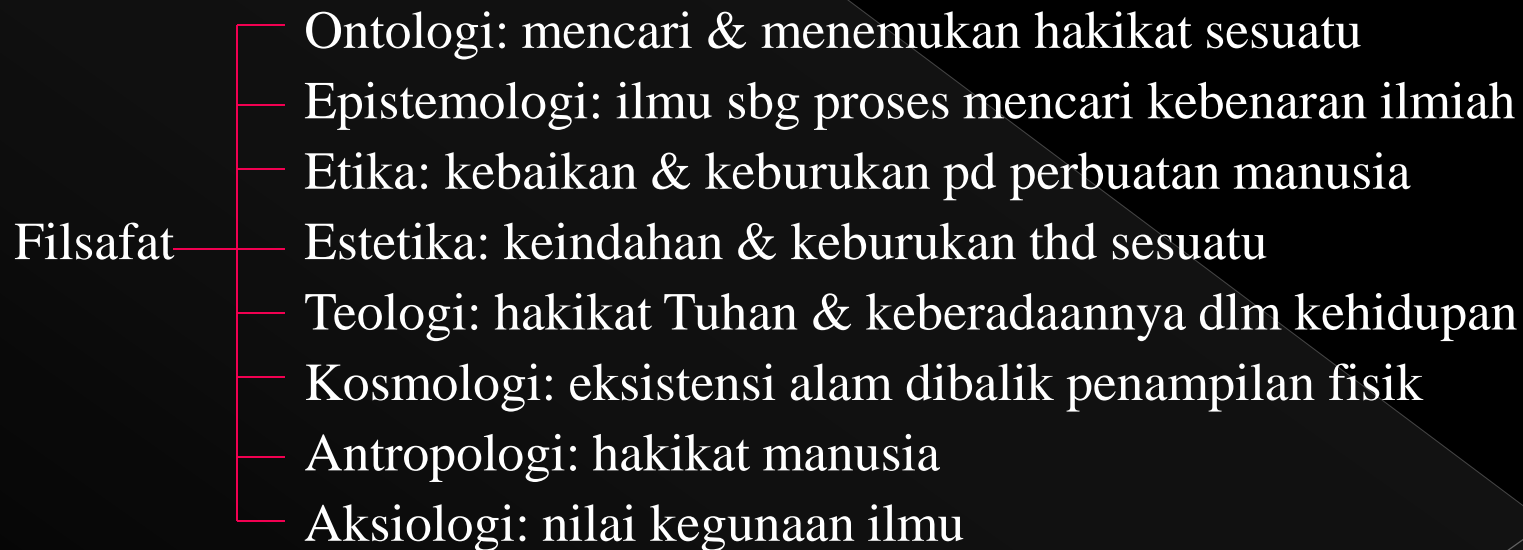 Ontologi: mencari & menemukan hakikat sesuatu
Epistemologi: ilmu sbg proses mencari kebenaran ilmiah
Etika: kebaikan & keburukan pd perbuatan manusia
Filsafat
Estetika: keindahan & keburukan thd sesuatu
Teologi: hakikat Tuhan & keberadaannya dlm kehidupan
Kosmologi: eksistensi alam dibalik penampilan fisik
Antropologi: hakikat manusia
Aksiologi: nilai kegunaan ilmu